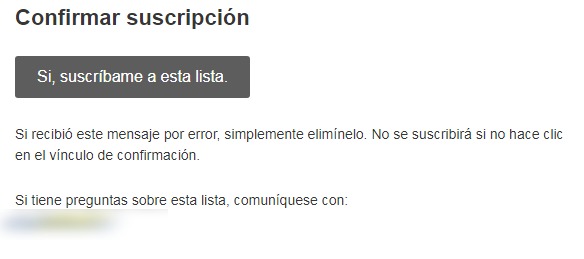 Confirmar suscripción
Si, suscríbame a esta lista.
Si recibió este mensaje por error, simplemente elimínelo. No se suscribirá si no hace clic
en el vínculo de confirmación.
Si tiene preguntas sobre esta lista, comuníquese con: